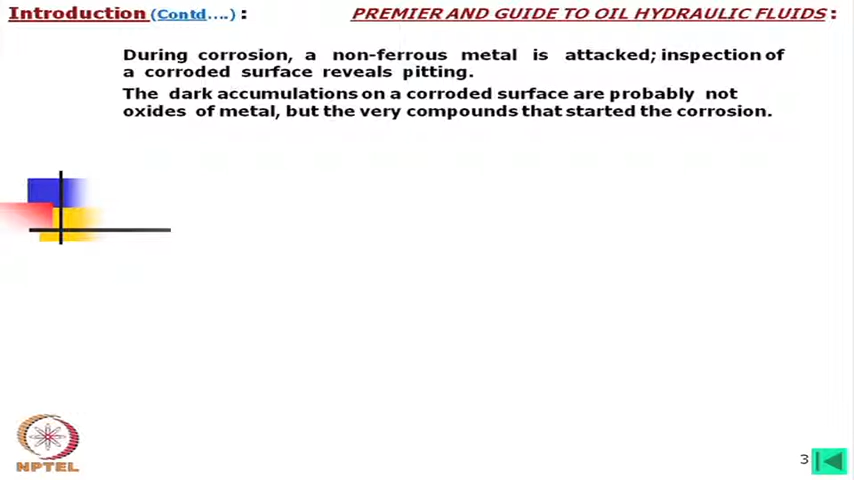 Introduction (Contd....) : PREMIER AND GUIDE TO OIL HYDRAULIC FLUIDS :
During corrosion, a non-ferrous metal is attacked; inspection of
a corroded surface reveals pitting.
The dark accumulations on a corroded surface are probably not
oxides of metal, but the very compounds that started the corrosion.
NPTEL
3